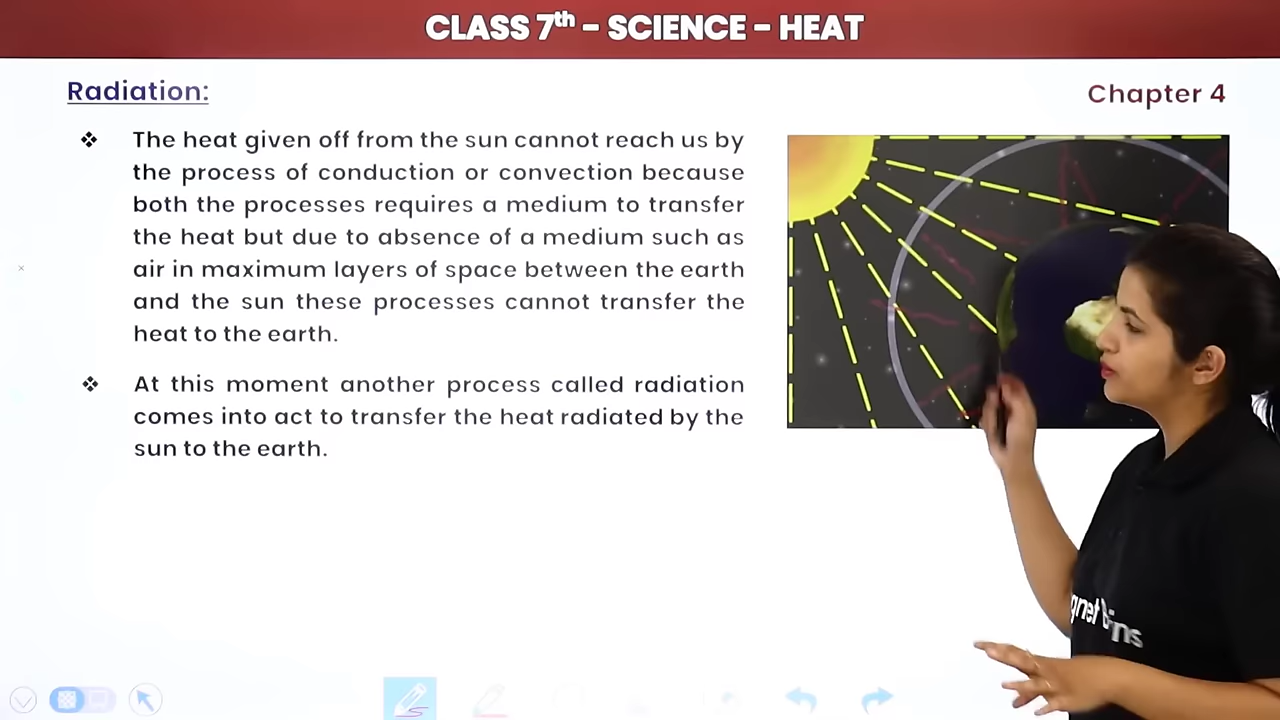 CLASS 7th - SCIENCE - HEAT
Radiation:
Chapter 4
The heat given off from the sun cannot reach us by
the process of conduction or convection because
both the processes requires a medium to transfer
the heat but due to absence of a medium such as
air in maximum layers of space between the earth
and the sun these processes cannot transfer the
heat to the earth.
At this moment another process called radiation
comes into act to transfer the heat radiated by the
sun to the earth.